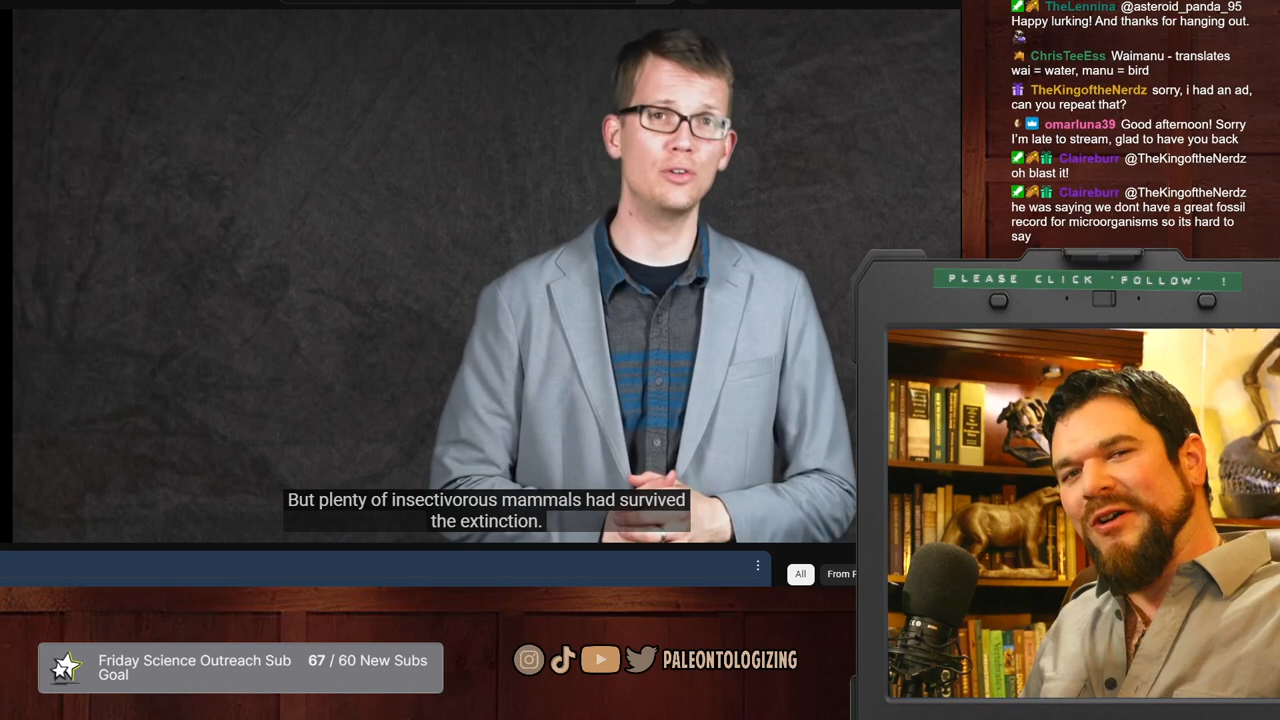 TheLennina @asteroid_panda_95
Happy lurking! And thanks for hanging out.
ChrisTeeEss Waimanu - translates
wai = water, manu = bird
TheKingoftheNerdz sorry, i had an ad,
can you repeat that?
omarluna39 Good afternoon! Sorry
I'm late to stream, glad to have you back
Claireburr @TheKingoftheNerdz
oh blast it!
Claireburr @TheKingoftheNerdz
he was saying we dont have a great fossil
record for microorganisms so its hard to
say
PLEASE CLICK 'FOLLOW' !
But plenty of insectivorous mammals had survived
the extinction.
All
From F
Friday Science Outreach Sub 67 / 60 New Subs
Goal
PALEONTOLOGIZING